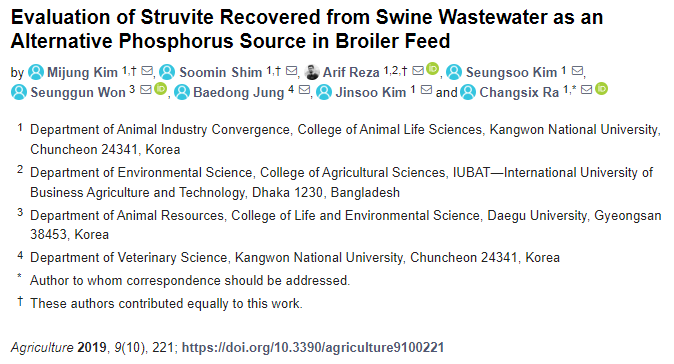 Evaluation of Struvite Recovered from Swine Wastewater as an
Alternative Phosphorus Source in Broiler Feed
by Mijung Kim 1,†, Soomin Shim 1,†, Arif Reza 1,2,†, Seungsoo Kim 1,
Seunggun Won 3, Baedong Jung 4, Jinsoo Kim 1 and Changsix Ra 1,*
1 Department of Animal Industry Convergence, College of Animal Life Sciences, Kangwon National University,
Chuncheon 24341, Korea
2 Department of Environmental Science, College of Agricultural Sciences, IUBAT—International University of
Business Agriculture and Technology, Dhaka 1230, Bangladesh
3 Department of Animal Resources, College of Life and Environmental Science, Daegu University, Gyeongsan
38453, Korea
4 Department of Veterinary Science, Kangwon National University, Chuncheon 24341, Korea
* Author to whom correspondence should be addressed.
† These authors contributed equally to this work.
Agriculture 2019, 9(10), 221; https://doi.org/10.3390/agriculture9100221